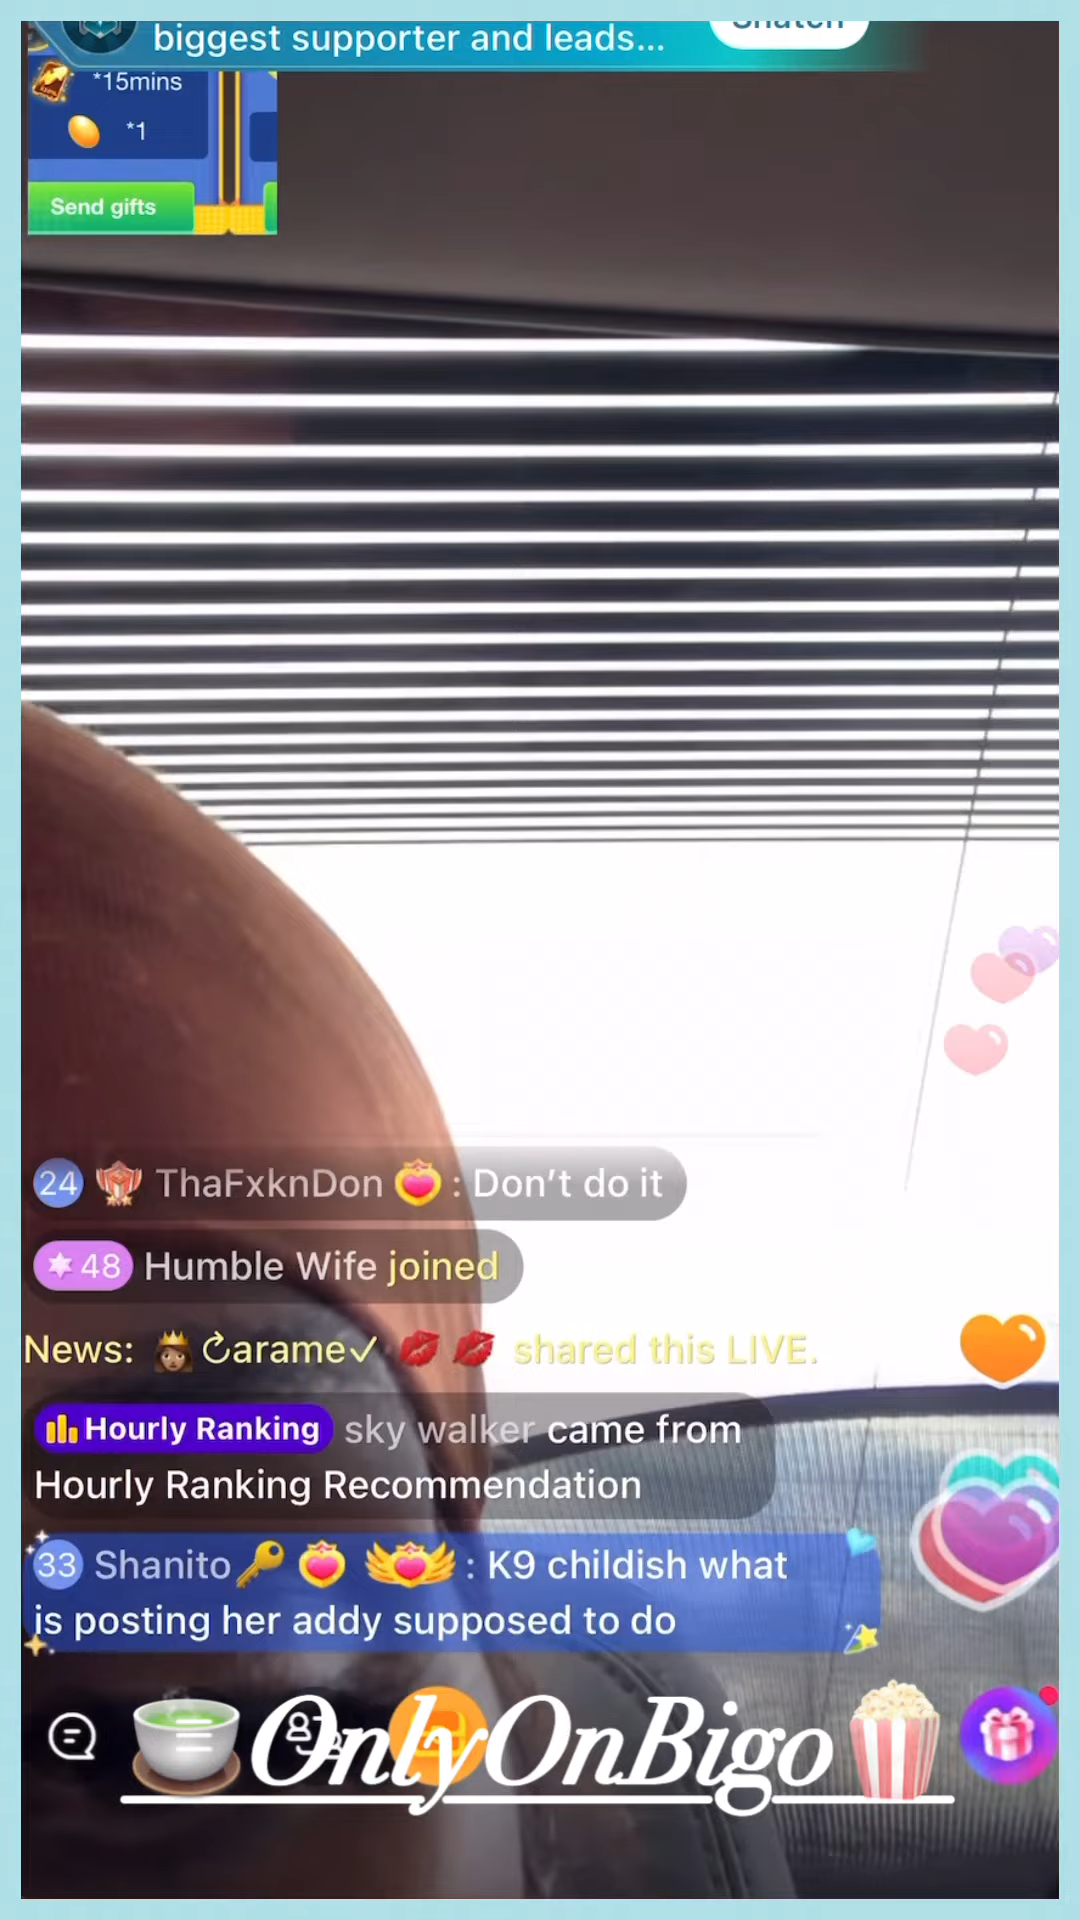 biggest supporter and leads...
Snatch
*15mins
*1
Send gifts
24 ThaFxknDon : Don't do it
48 Humble Wife joined
News: ↻arame✓ shared this LIVE.
Hourly Ranking sky walker came from
Hourly Ranking Recommendation
33 Shanito : K9 childish what
is posting her addy supposed to do
OnlyOnBigo